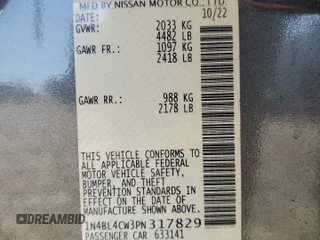 MFD BY NISSAN MOTOR CO., LTD.
DATE: 10/22
GVWR: 2033 KG
4482 LB
GAWR FR.: 1097 KG
2418 LB
GAWR RR.: 988 KG
2178 LB
THIS VEHICLE CONFORMS TO
ALL APPLICABLE FEDERAL
MOTOR VEHICLE SAFETY,
BUMPER, AND THEFT
PREVENTION STANDARDS IN
EFFECT ON THE DATE OF
MANUFACTURE SHOWN ABOVE.
1N4BL4CW3PN317829
PASSENGER CAR 633141
DREAMBID